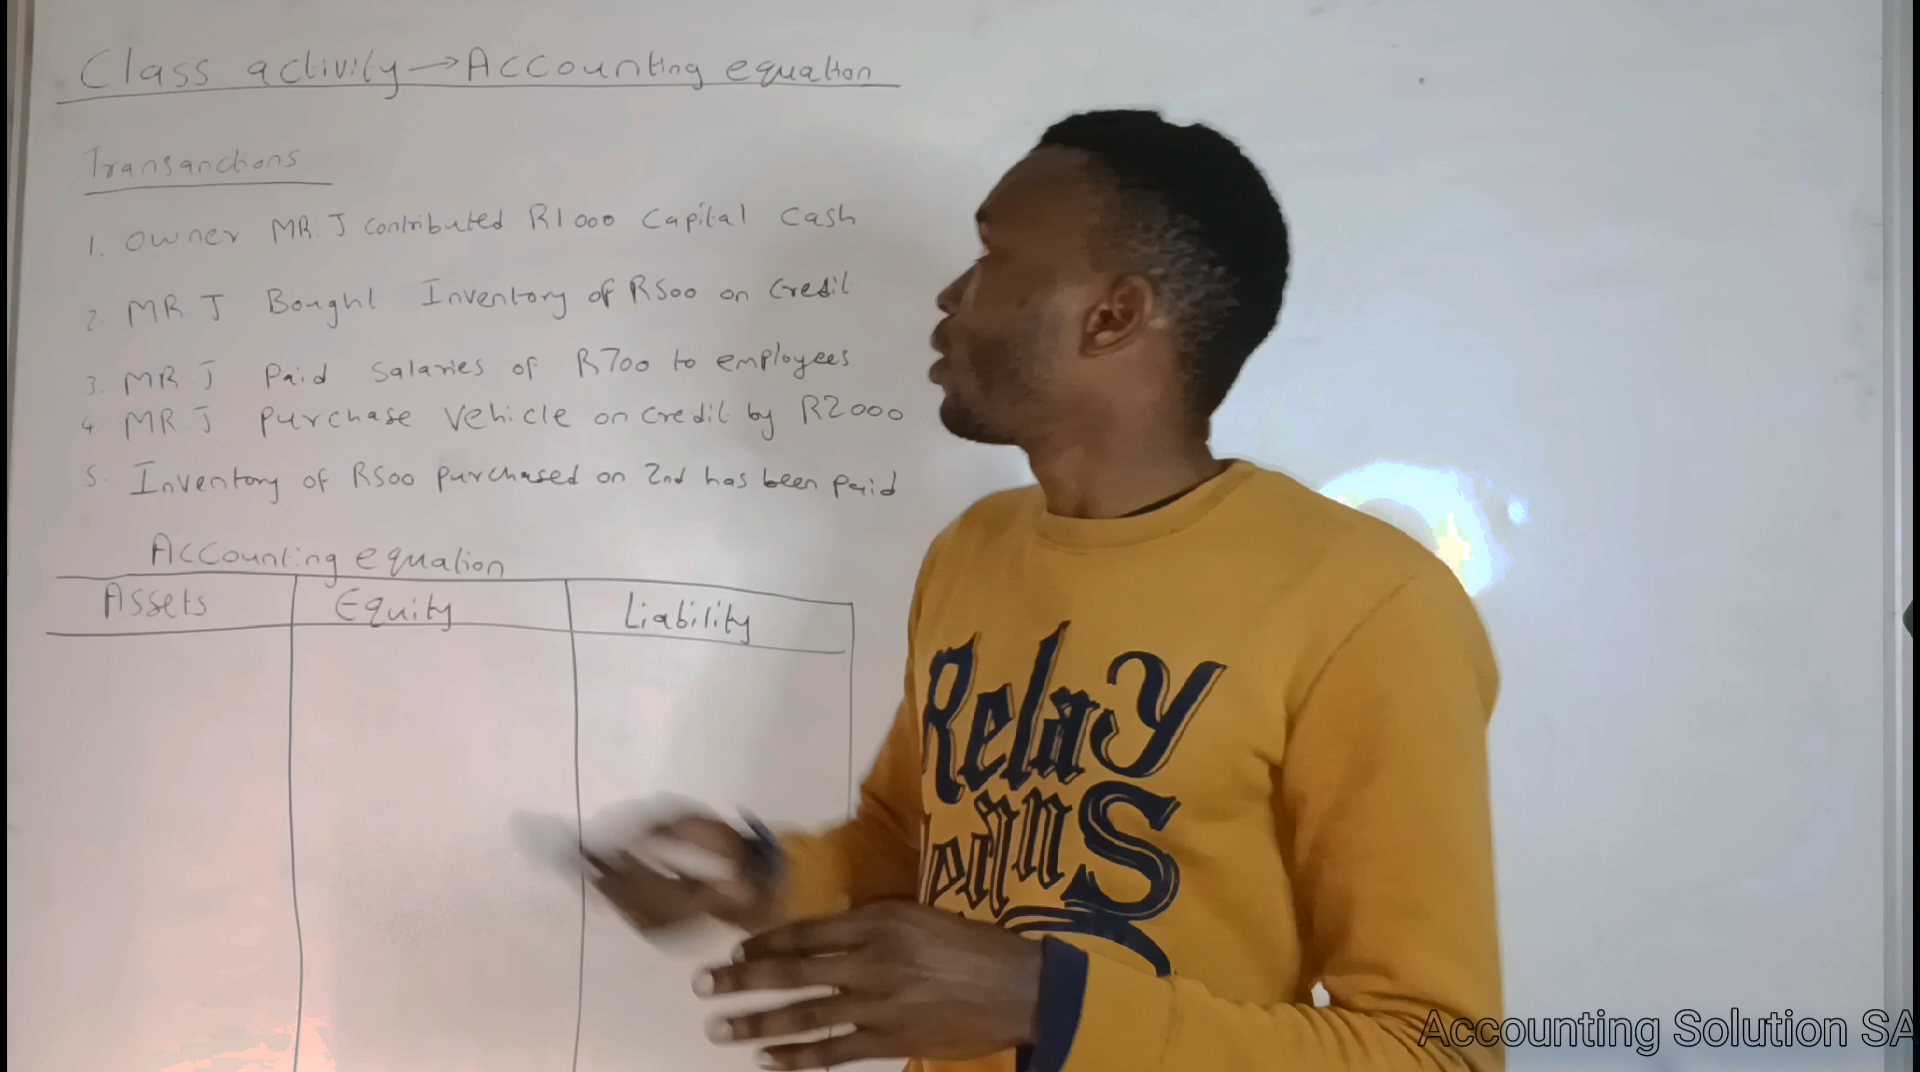 Class activity → Accounting equation
Transanctions
1. Owner MR. J contributed R1000 Capital Cash
2. MR. J Bought Inventory of R500 on Credit
3. MR J Paid Salaries of R700 to employees
4 MR J purchase Vehicle on credit by R2000
5. Inventory of R500 purchased on 2nd has been paid
Accounting equation
Assets Equity Liability
Relay
Jeans
Accounting Solution SA